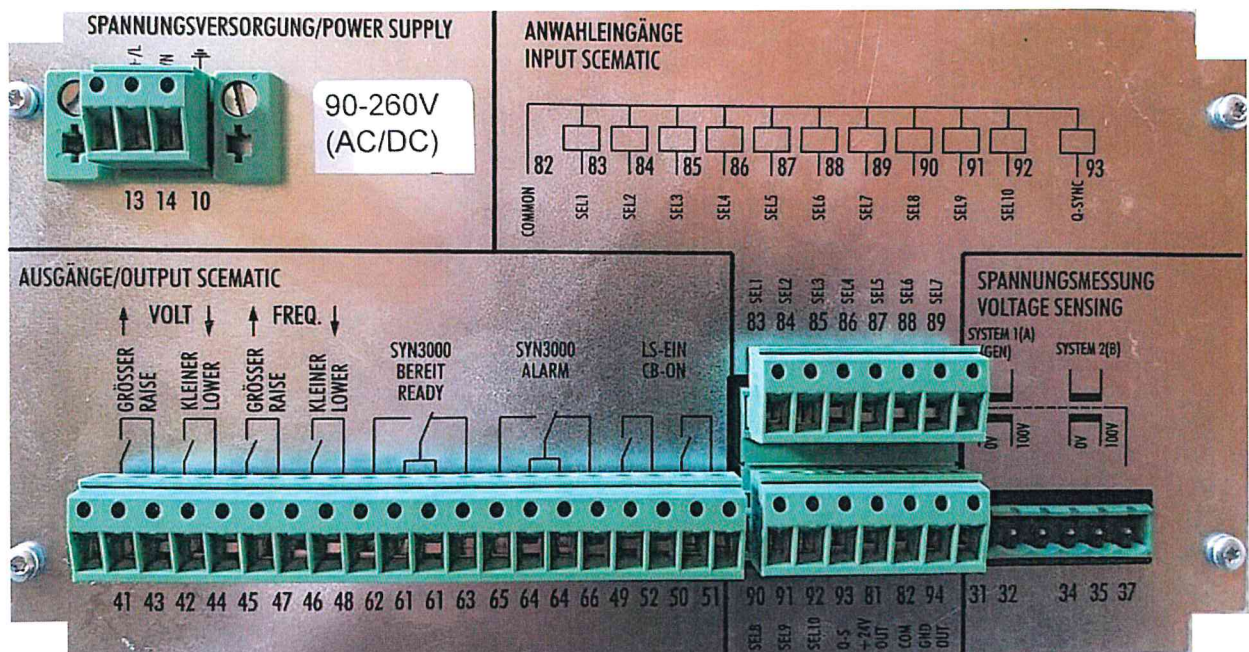 SPANNUNGSVERSORGUNG/POWER SUPPLY
+/L
/N
90-260V
(AC/DC)
13 14 10
ANWAHLEINGÄNGE
INPUT SCEMATIC
82 83 84 85 86 87 88 89 90 91 92 93
COMMON SEL1 SEL2 SEL3 SEL4 SEL5 SEL6 SEL7 SEL8 SEL9 SEL10 Q-SYNC
AUSGÄNGE/OUTPUT SCEMATIC
VOLT FREQ.
GRÖSSER
RAISE
KLEINER
LOWER
GRÖSSER
RAISE
KLEINER
LOWER
SYN3000
BEREIT
READY
SYN3000
ALARM
LS-EIN
CB-ON
41 43 42 44 45 47 46 48 62 61 61 63 65 64 64 66 49 52 50 51
SEL1 SEL2 SEL3 SEL4 SEL5 SEL6 SEL7
83 84 85 86 87 88 89
90 91 92 93 81 82 94
SEL8
SEL9
SEL10
Q-S
+24V
OUT
COM
GND
OUT
SPANNUNGSMESSUNG
VOLTAGE SENSING
SYSTEM 1(A)
(GEN)
SYSTEM 2(B)
0V 100V 0V 100V
31 32 34 35 37